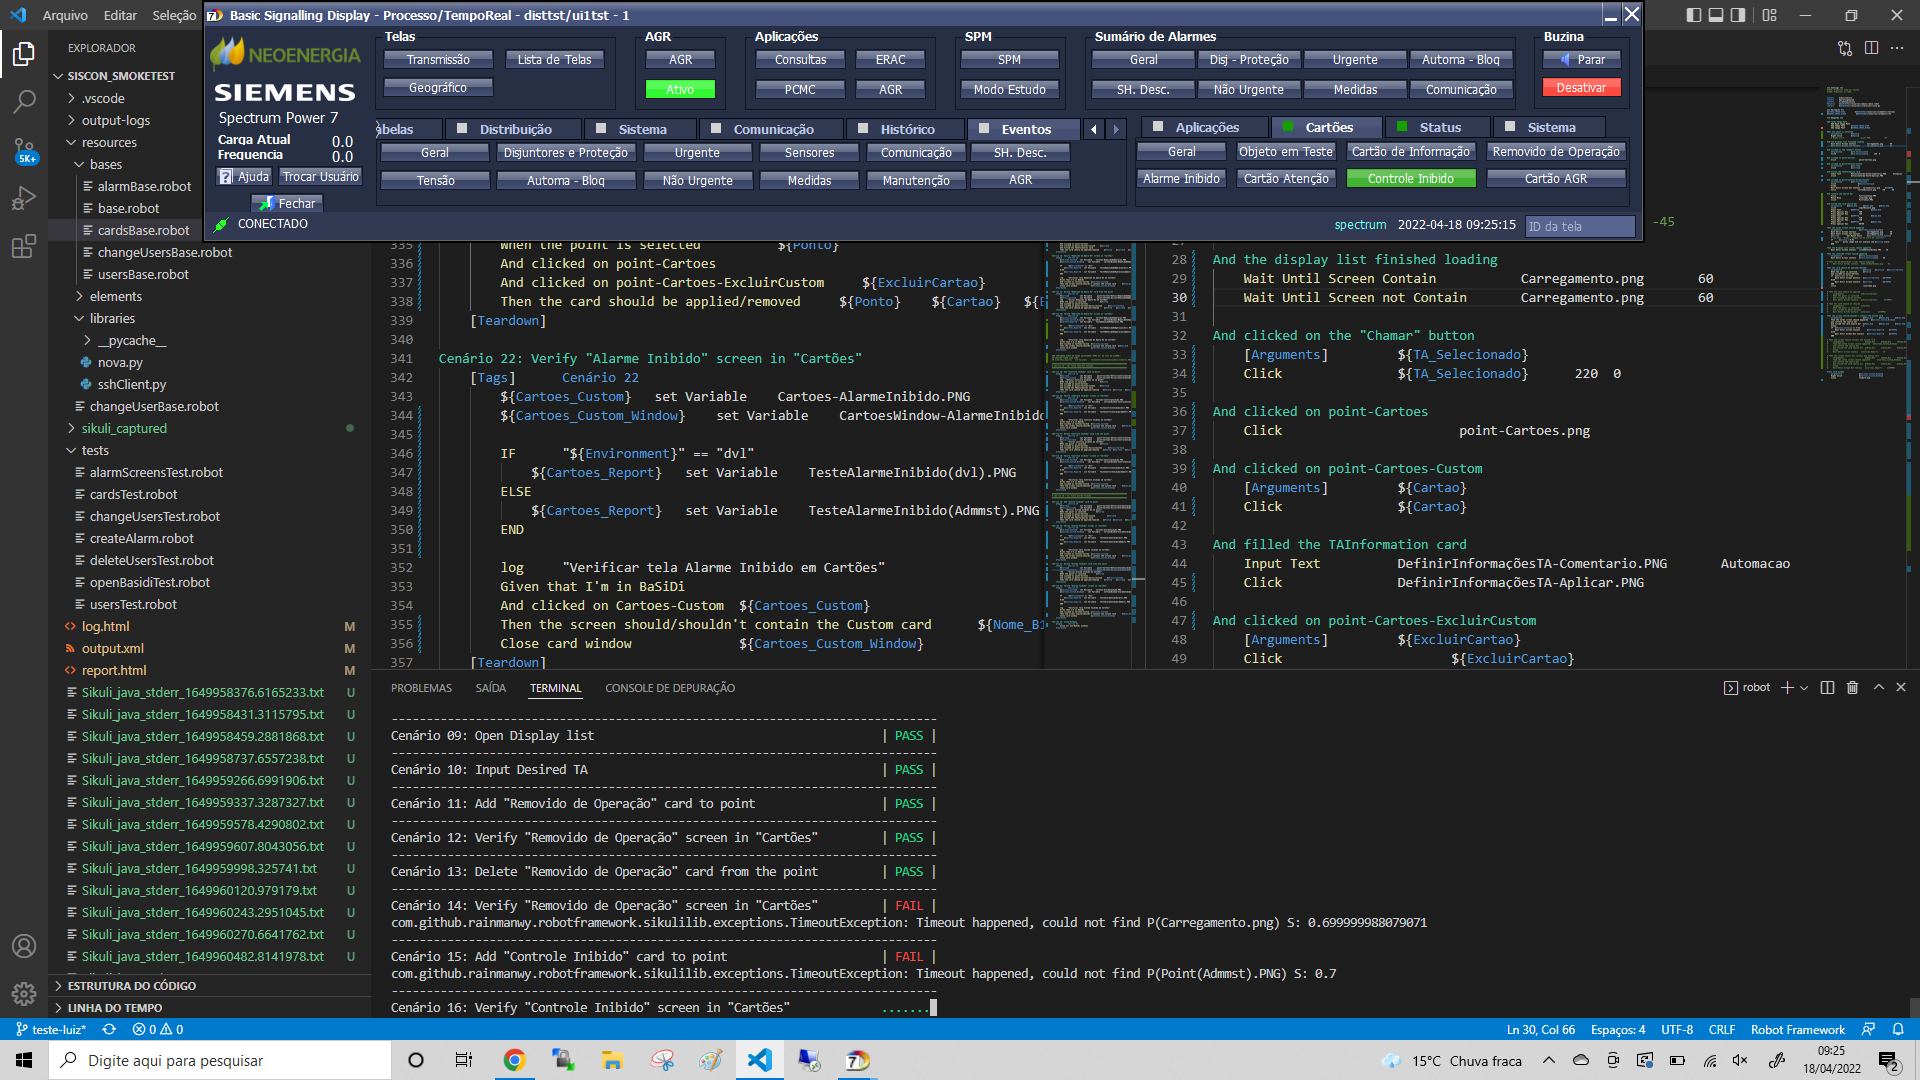 Arquivo Editar Seleção
Basic Signalling Display - Processo/TempoReal - disttst/ui1tst - 1
NEOENERGIA
SIEMENS
Spectrum Power 7
Carga Atual 0.0
Frequencia 0.0
Ajuda Trocar Usuário
Fechar
CONECTADO
Telas
Transmissão Lista de Telas
Geográfico
AGR
AGR
Ativo
Aplicações
Consultas ERAC
PCMC AGR
SPM
SPM
Modo Estudo
Sumário de Alarmes
Geral Disj - Proteção Urgente Automa - Bloq
SH. Desc. Não Urgente Medidas Comunicação
Buzina
Parar
Desativar
abelas Distribuição Sistema Comunicação Histórico Eventos
Geral Disjuntores e Proteção Urgente Sensores Comunicação SH. Desc.
Tensão Automa - Bloq Não Urgente Medidas Manutenção AGR
Aplicações Cartões Status Sistema
Geral Objeto em Teste Cartão de Informação Removido de Operação
Alarme Inibido Cartão Atenção Controle Inibido Cartão AGR
spectrum 2022-04-18 09:25:15 ID da tela
-45
5K+
EXPLORADOR
SISCON_SMOKETEST
.vscode
output-logs
resources
bases
alarmBase.robot
base.robot
cardsBase.robot
changeUsersBase.robot
usersBase.robot
elements
libraries
__pycache__
nova.py
sshClient.py
changeUserBase.robot
sikuli_captured
tests
alarmScreensTest.robot
cardsTest.robot
changeUsersTest.robot
createAlarm.robot
deleteUsersTest.robot
openBasidiTest.robot
usersTest.robot
log.html M
output.xml M
report.html M
Sikuli_java_stderr_1649958376.6165233.txt U
Sikuli_java_stderr_1649958431.3115795.txt U
Sikuli_java_stderr_1649958459.2881868.txt U
Sikuli_java_stderr_1649958737.6557238.txt U
Sikuli_java_stderr_1649959266.6991906.txt U
Sikuli_java_stderr_1649959337.3287327.txt U
Sikuli_java_stderr_1649959578.4290802.txt U
Sikuli_java_stderr_1649959607.8043056.txt U
Sikuli_java_stderr_1649959998.325741.txt U
Sikuli_java_stderr_1649960120.979179.txt U
Sikuli_java_stderr_1649960243.2951045.txt U
Sikuli_java_stderr_1649960270.6641762.txt U
Sikuli_java_stderr_1649960482.8141978.txt U
ESTRUTURA DO CÓDIGO
LINHA DO TEMPO
335 When the point is selected ${Ponto}
336 And clicked on point-Cartoes
337 And clicked on point-Cartoes-ExcluirCustom ${ExcluirCartao}
338 Then the card should be applied/removed ${Ponto} ${Cartao}
339 [Teardown]
340
341 Cenário 22: Verify "Alarme Inibido" screen in "Cartões"
342 [Tags] Cenário 22
343 ${Cartoes_Custom} set Variable Cartoes-AlarmeInibido.PNG
344 ${Cartoes_Custom_Window} set Variable CartoesWindow-AlarmeInibido
345
346 IF "${Environment}" == "dvl"
347 ${Cartoes_Report} set Variable TesteAlarmeInibido(dvl).PNG
348 ELSE
349 ${Cartoes_Report} set Variable TesteAlarmeInibido(Admmst).PNG
350 END
351
352 log "Verificar tela Alarme Inibido em Cartões"
353 Given that I'm in BaSiDi
354 And clicked on Cartoes-Custom ${Cartoes_Custom}
355 Then the screen should/shouldn't contain the Custom card ${Nome_B1
356 Close card window ${Cartoes_Custom_Window}
357 [Teardown]
28 And the display list finished loading
29 Wait Until Screen Contain Carregamento.png 60
30 Wait Until Screen not Contain Carregamento.png 60
31
32 And clicked on the "Chamar" button
33 [Arguments] ${TA_Selecionado}
34 Click ${TA_Selecionado} 220 0
35
36 And clicked on point-Cartoes
37 Click point-Cartoes.png
38
39 And clicked on point-Cartoes-Custom
40 [Arguments] ${Cartao}
41 Click ${Cartao}
42
43 And filled the TAInformation card
44 Input Text DefinirInformaçõesTA-Comentario.PNG Automacao
45 Click DefinirInformaçõesTA-Aplicar.PNG
46
47 And clicked on point-Cartoes-ExcluirCustom
48 [Arguments] ${ExcluirCartao}
49 Click ${ExcluirCartao}
PROBLEMAS SAÍDA TERMINAL CONSOLE DE DEPURAÇÃO
robot
Cenário 09: Open Display list | PASS |
Cenário 10: Input Desired TA | PASS |
Cenário 11: Add "Removido de Operação" card to point | PASS |
Cenário 12: Verify "Removido de Operação" screen in "Cartões" | PASS |
Cenário 13: Delete "Removido de Operação" card from the point | PASS |
Cenário 14: Verify "Removido de Operação" screen in "Cartões" | FAIL |
com.github.rainmanwy.robotframework.sikulilib.exceptions.TimeoutException: Timeout happened, could not find P(Carregamento.png) S: 0.699999988079071
Cenário 15: Add "Controle Inibido" card to point | FAIL |
com.github.rainmanwy.robotframework.sikulilib.exceptions.TimeoutException: Timeout happened, could not find P(Point(Admmst).PNG) S: 0.7
Cenário 16: Verify "Controle Inibido" screen in "Cartões" .......
teste-luiz* 0 0
Ln 30, Col 66 Espaços: 4 UTF-8 CRLF Robot Framework
Digite aqui para pesquisar
15°C Chuva fraca
09:25
18/04/2022
2